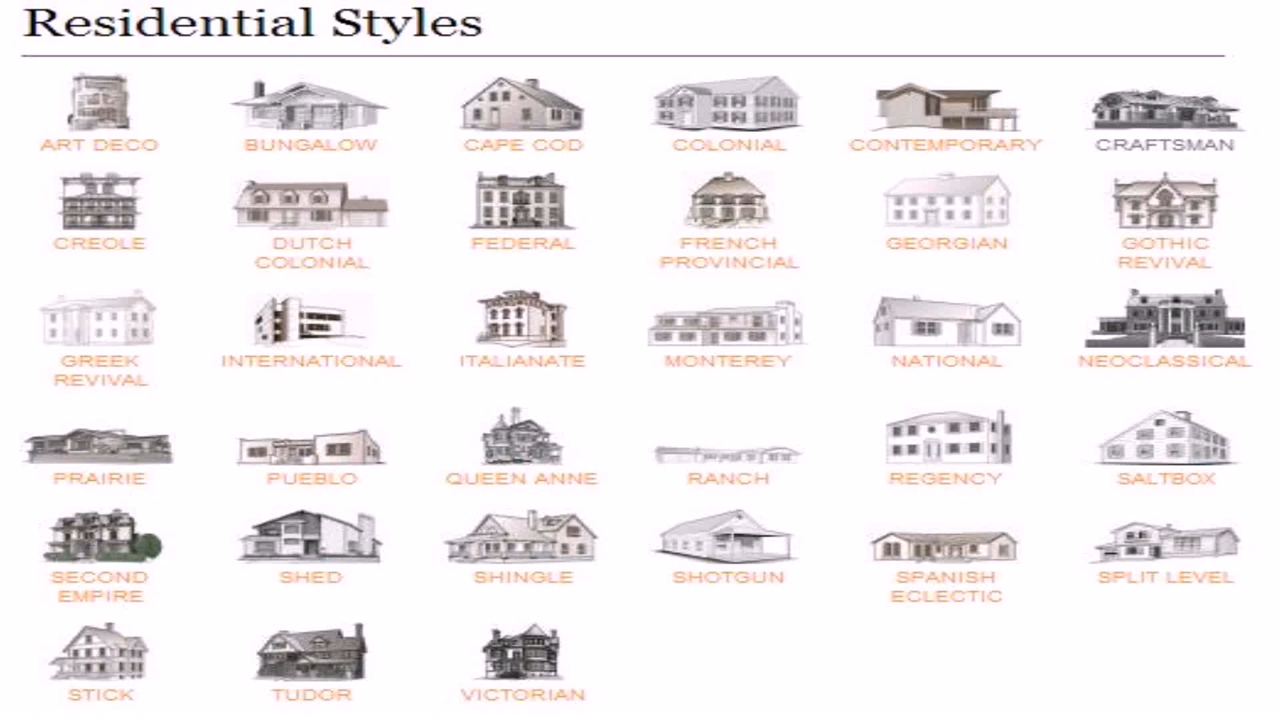 Residential Styles
ART DECO
BUNGALOW
CAPE COD
COLONIAL
CONTEMPORARY
CRAFTSMAN
CREOLE
DUTCH
COLONIAL
FEDERAL
FRENCH
PROVINCIAL
GEORGIAN
GOTHIC
REVIVAL
GREEK
REVIVAL
INTERNATIONAL
ITALIANATE
MONTEREY
NATIONAL
NEOCLASSICAL
PRAIRIE
PUEBLO
QUEEN ANNE
RANCH
REGENCY
SALTBOX
SECOND
EMPIRE
SHED
SHINGLE
SHOTGUN
SPANISH
ECLECTIC
SPLIT LEVEL
STICK
TUDOR
VICTORIAN